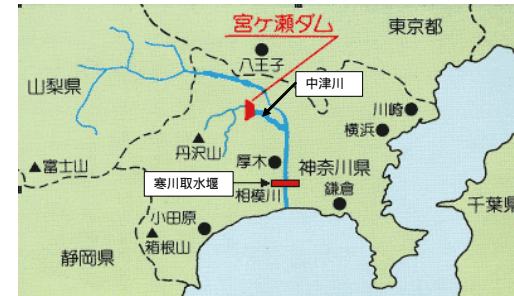 宮ケ瀬ダム
東京都
八王子
山梨県
中津川
川崎
横浜
丹沢山
富士山
厚木
神奈川県
寒川取水堰
相模川
鎌倉
千葉県
小田原
箱根山
静岡県